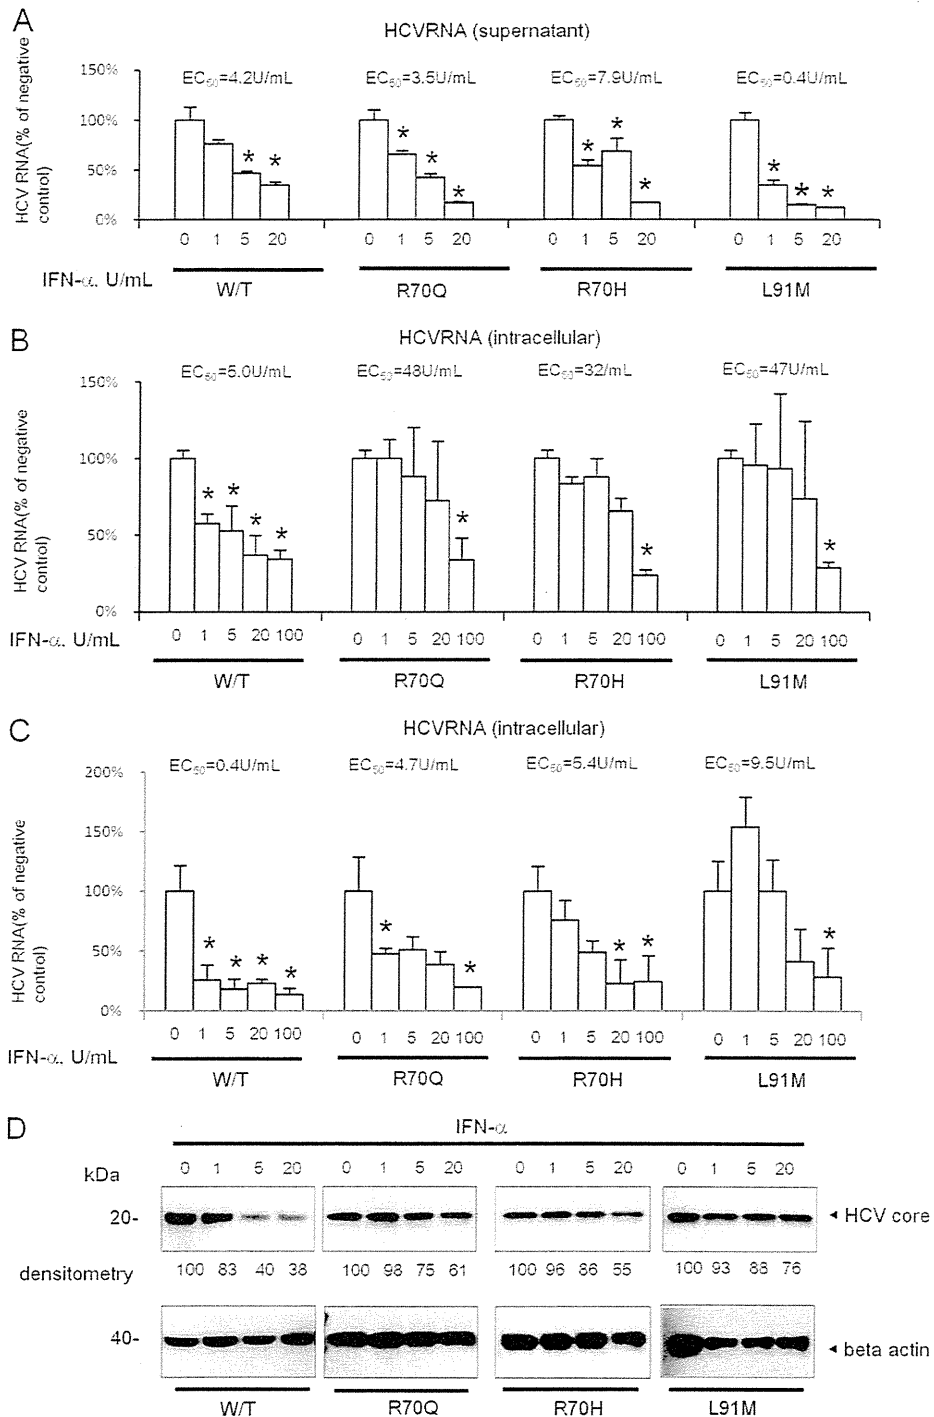 A
HCVRNA (supernatant)
HCV RNA(% of negative control)
150%
100%
50%
0%
EC50=4.2U/mL
EC50=3.5U/mL
EC50=7.9U/mL
EC50=0.4U/mL
* * * * * * * * * * *
0 1 5 20 0 1 5 20 0 1 5 20 0 1 5 20
IFN-α. U/mL
W/T R70Q R70H L91M
B
HCVRNA (intracellular)
HCV RNA(% of negative control)
150%
100%
50%
0%
EC50=5.0U/mL
EC50=48U/mL
EC50=32/mL
EC50=47U/mL
* * * * * * *
IFN-α. U/mL 0 1 5 20 100 0 1 5 20 100 0 1 5 20 100 0 1 5 20 100
W/T R70Q R70H L91M
C
HCVRNA (intracellular)
HCV RNA(% of negative control)
200%
150%
100%
50%
0%
EC50=0.4U/mL
EC50=4.7U/mL
EC50=5.4U/mL
EC50=9.5U/mL
* * * * * * * * *
0 1 5 20 100 0 1 5 20 100 0 1 5 20 100 0 1 5 20 100
IFN-α. U/mL
W/T R70Q R70H L91M
D
IFN-α
kDa 0 1 5 20 0 1 5 20 0 1 5 20 0 1 5 20
20- HCV core
densitometry 100 83 40 38 100 98 75 61 100 96 86 55 100 93 88 76
40- beta actin
W/T R70Q R70H L91M